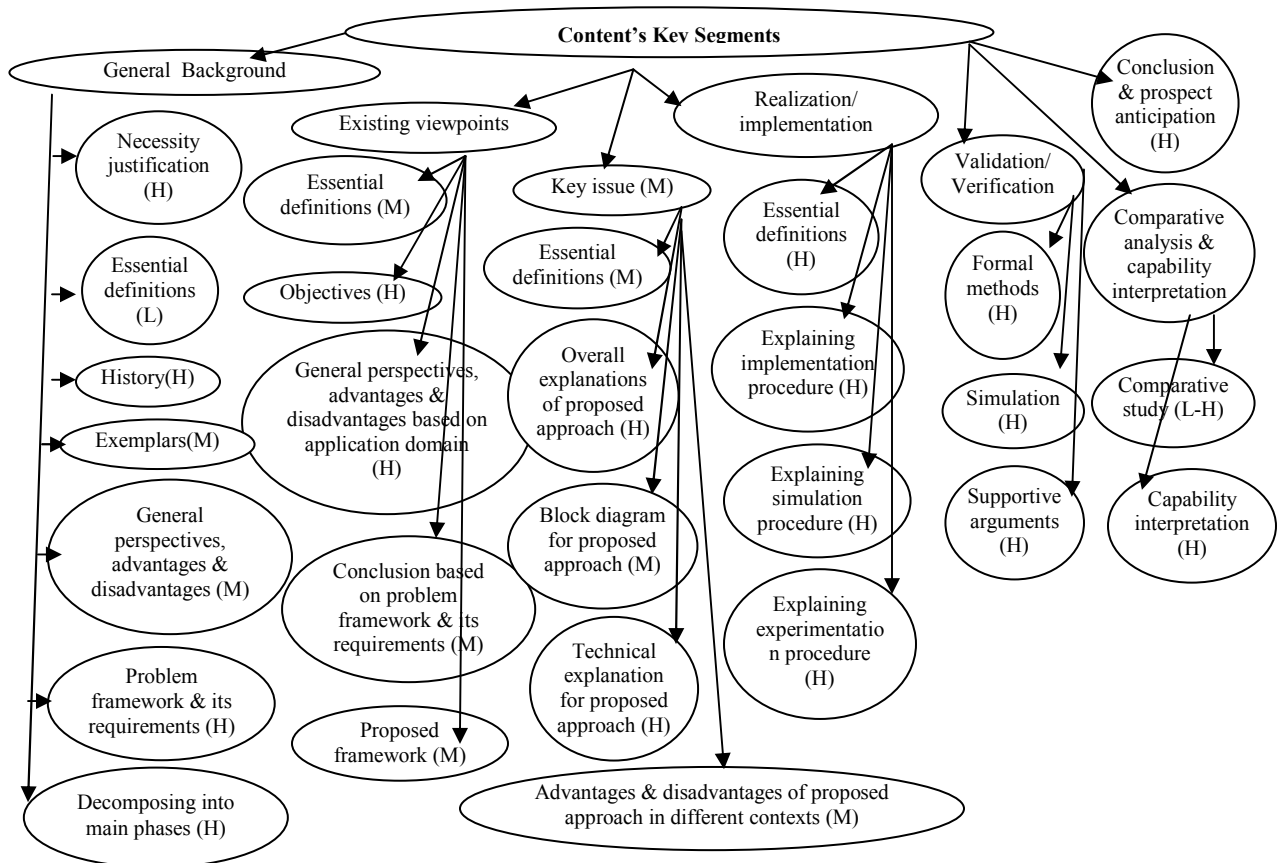 Content's Key Segments
General Background
Necessity
justification
(H)
Essential
definitions
(L)
History(H)
Exemplars(M)
General
perspectives,
advantages &
disadvantages (M)
Problem
framework & its
requirements (H)
Decomposing into
main phases (H)
Existing viewpoints
Essential
definitions (M)
Objectives (H)
General perspectives,
advantages &
disadvantages based on
application domain
(H)
Conclusion based
on problem
framework & its
requirements (M)
Proposed
framework (M)
Key issue (M)
Essential
definitions (M)
Overall
explanations
of proposed
approach (H)
Block diagram
for proposed
approach (M)
Technical
explanation
for proposed
approach (H)
Advantages & disadvantages of proposed
approach in different contexts (M)
Realization/
implementation
Essential
definitions
(H)
Explaining
implementation
procedure (H)
Explaining
simulation
procedure (H)
Explaining
experimentatio
n procedure
(H)
Validation/
Verification
Formal
methods
(H)
Simulation
(H)
Supportive
arguments
(H)
Comparative
analysis &
capability
interpretation
Comparative
study (L-H)
Capability
interpretation
(H)
Conclusion
& prospect
anticipation
(H)